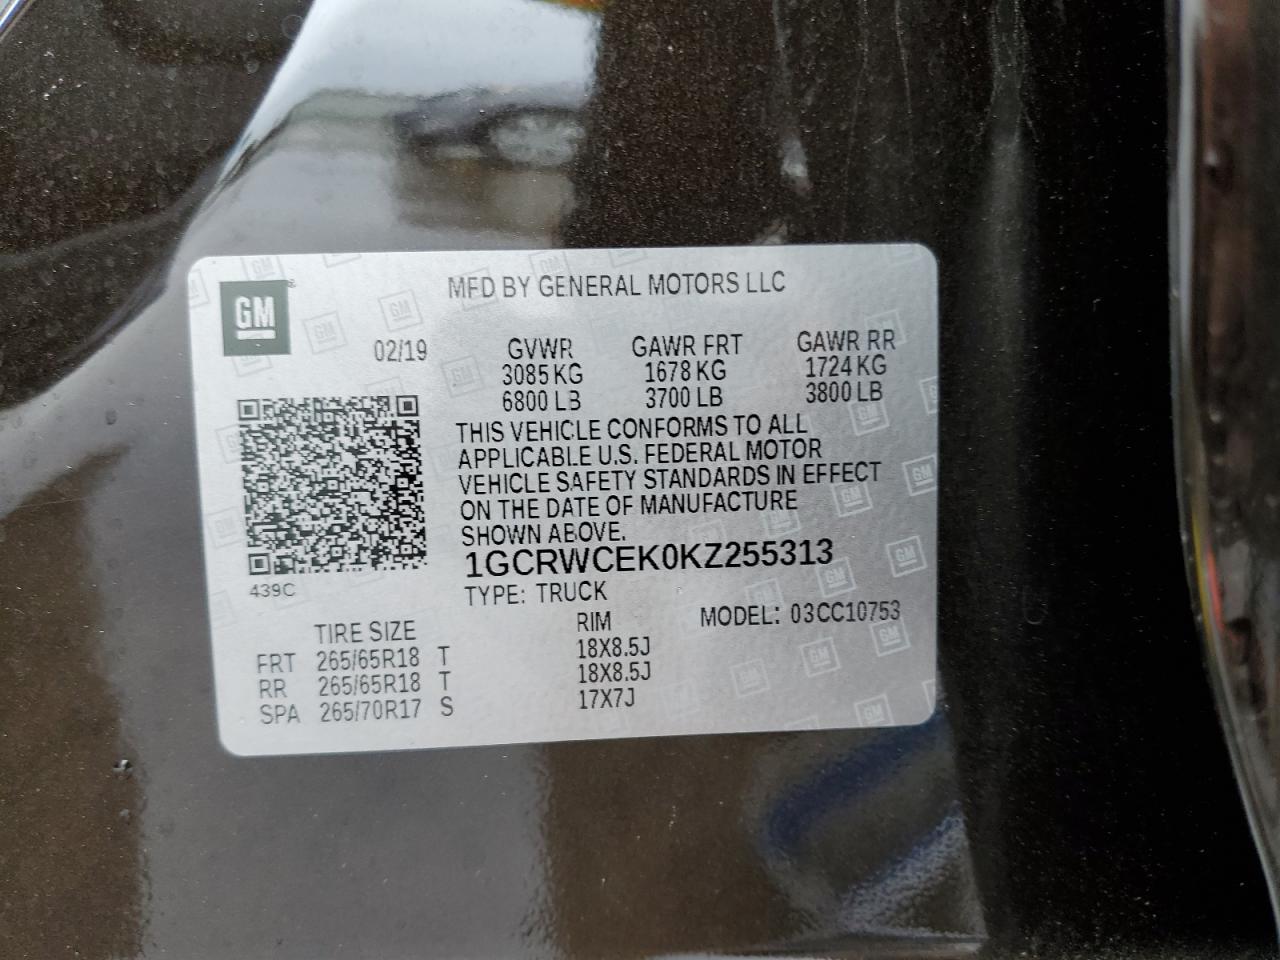 GM
MFD BY GENERAL MOTORS LLC
02/19
GVWR GAWR FRT GAWR RR
3085 KG 1678 KG 1724 KG
6800 LB 3700 LB 3800 LB
THIS VEHICLE CONFORMS TO ALL
APPLICABLE U.S. FEDERAL MOTOR
VEHICLE SAFETY STANDARDS IN EFFECT
ON THE DATE OF MANUFACTURE
SHOWN ABOVE.
1GCRWCEK0KZ255313
439C
TYPE: TRUCK
MODEL: 03CC10753
TIRE SIZE RIM
FRT 265/65R18 T 18X8.5J
RR 265/65R18 T 18X8.5J
SPA 265/70R17 S 17X7J